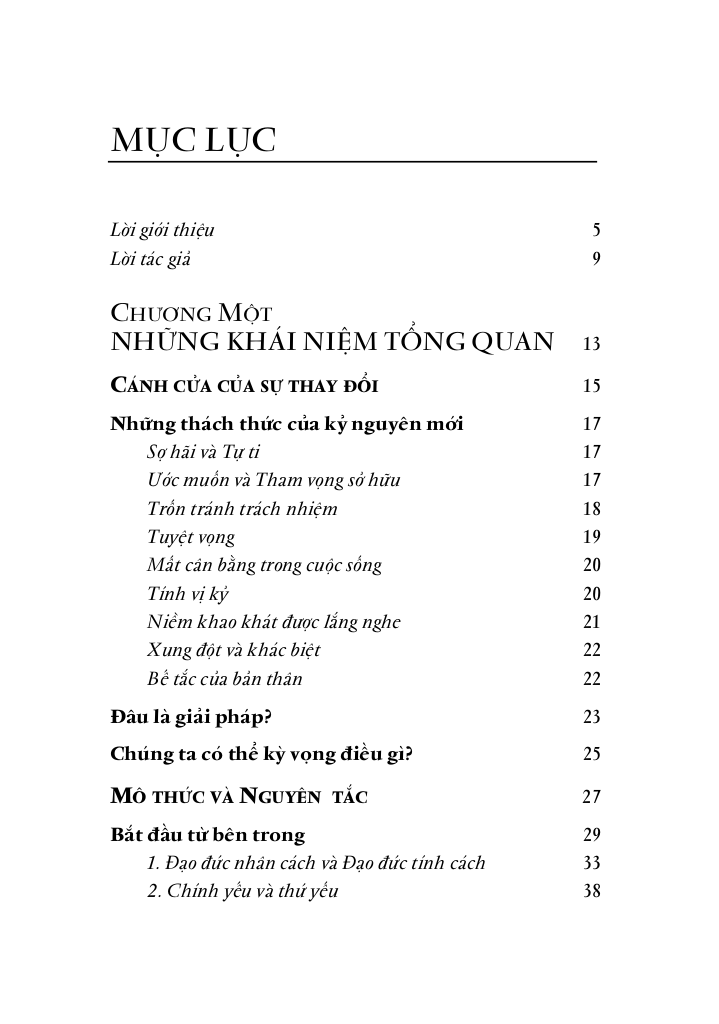 MỤC LỤC
Lời giới thiệu 5
Lời tác giả 9
CHƯƠNG MỘT
NHỮNG KHÁI NIỆM TỔNG QUAN 13
CÁNH CỬA CỦA SỰ THAY ĐỔI 15
Những thách thức của kỷ nguyên mới 17
Sợ hãi và Tự ti 17
Ước muốn và Tham vọng sở hữu 17
Trốn tránh trách nhiệm 18
Tuyệt vọng 19
Mất cân bằng trong cuộc sống 20
Tính vị kỷ 20
Niềm khao khát được lắng nghe 21
Xung đột và khác biệt 22
Bế tắc của bản thân 22
Đâu là giải pháp? 23
Chúng ta có thể kỳ vọng điều gì? 25
MÔ THỨC VÀ NGUYÊN TẮC 27
Bắt đầu từ bên trong 29
1. Đạo đức nhân cách và Đạo đức tính cách 33
2. Chính yếu và thứ yếu 38